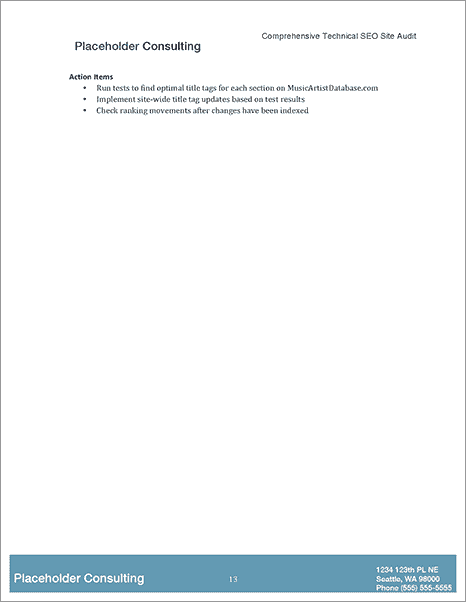 Comprehensive Technical SEO Site Audit
Placeholder Consulting
Action Items
• Run tests to find optimal title tags for each section on MusicArtistDatabase.com
• Implement site-wide title tag updates based on test results
• Check ranking movements after changes have been indexed
Placeholder Consulting
13
1234 123th PL NE
Seattle, WA 98000
Phone (555) 555-5555